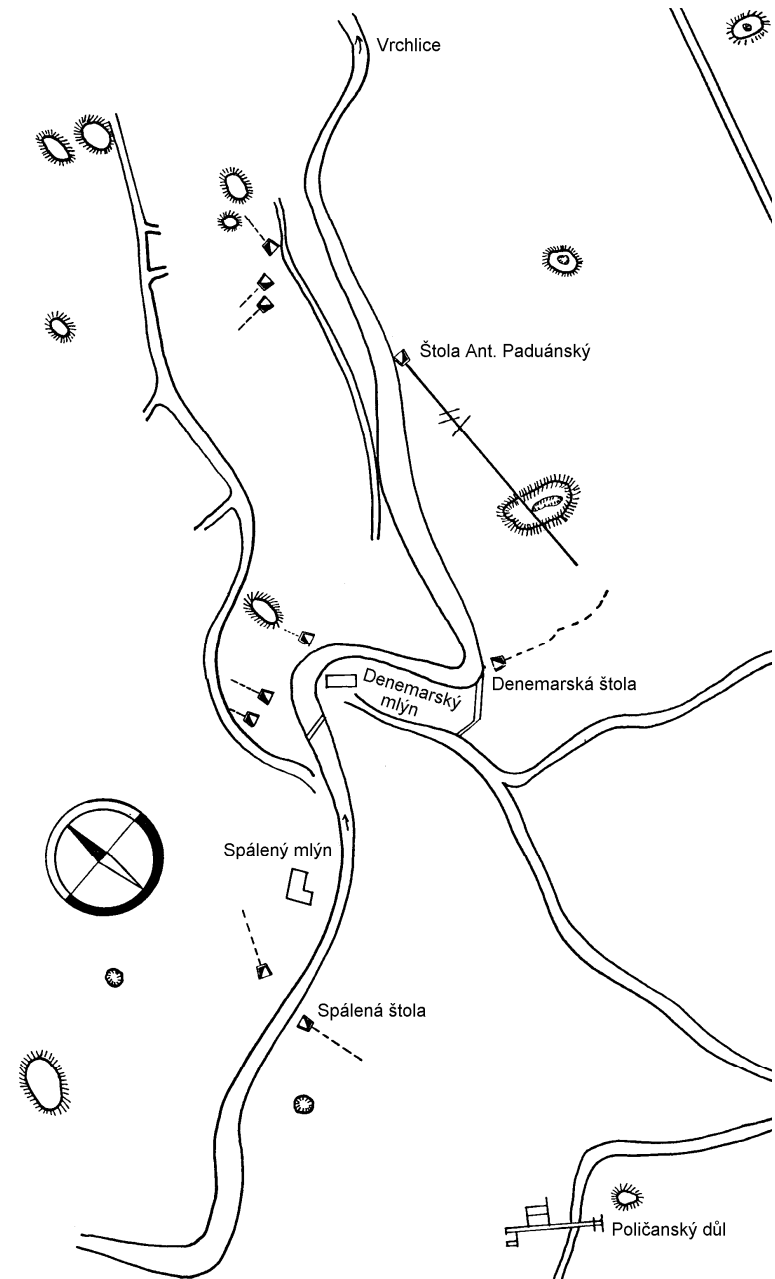 Vrchlice
Štola Ant. Paduánský
Denemarský
mlýn
Denemarská štola
Spálený mlýn
Spálená štola
Poličanský důl